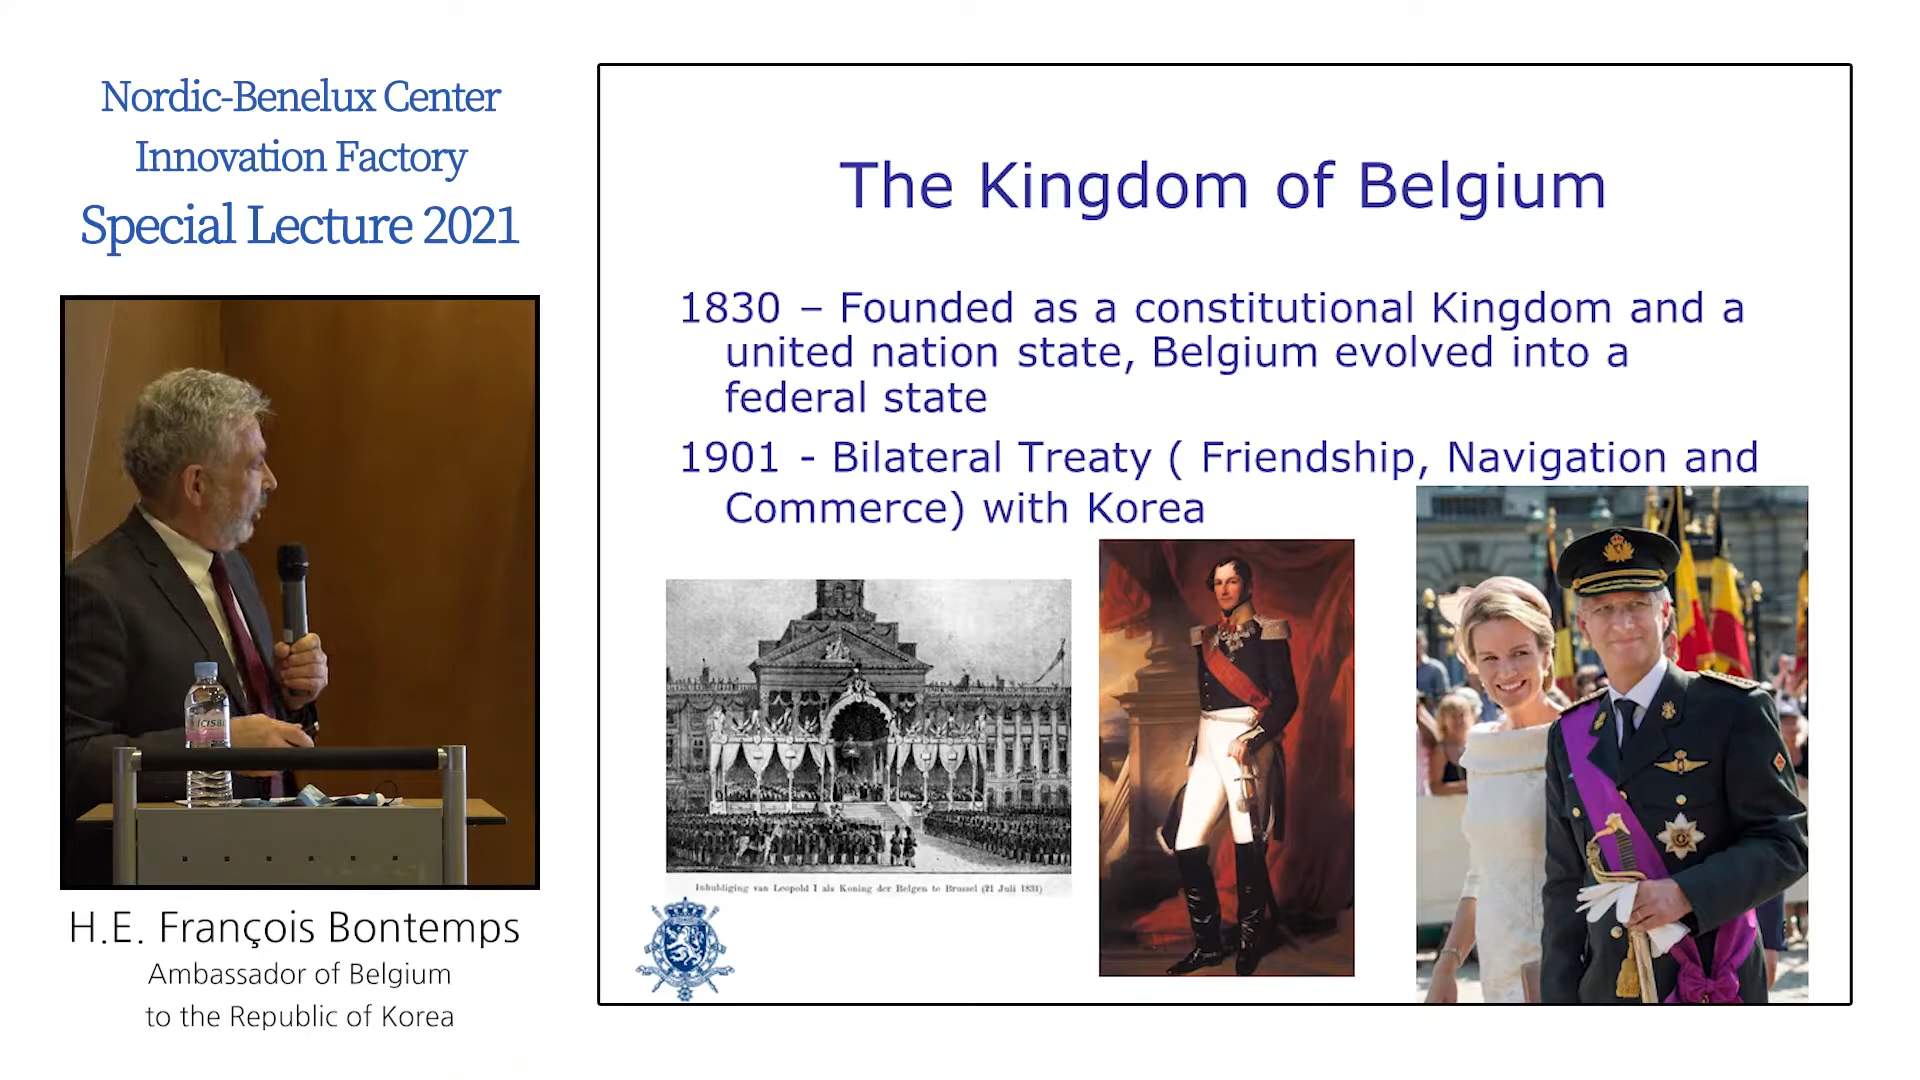 Nordic-Benelux Center
Innovation Factory
Special Lecture 2021
H.E. François Bontemps
Ambassador of Belgium
to the Republic of Korea
The Kingdom of Belgium
1830 – Founded as a constitutional Kingdom and a
united nation state, Belgium evolved into a
federal state
1901 - Bilateral Treaty ( Friendship, Navigation and
Commerce) with Korea
Inhuldiging van Leopold I als Koning der Belgen te Brussel (21 Juli 1831)